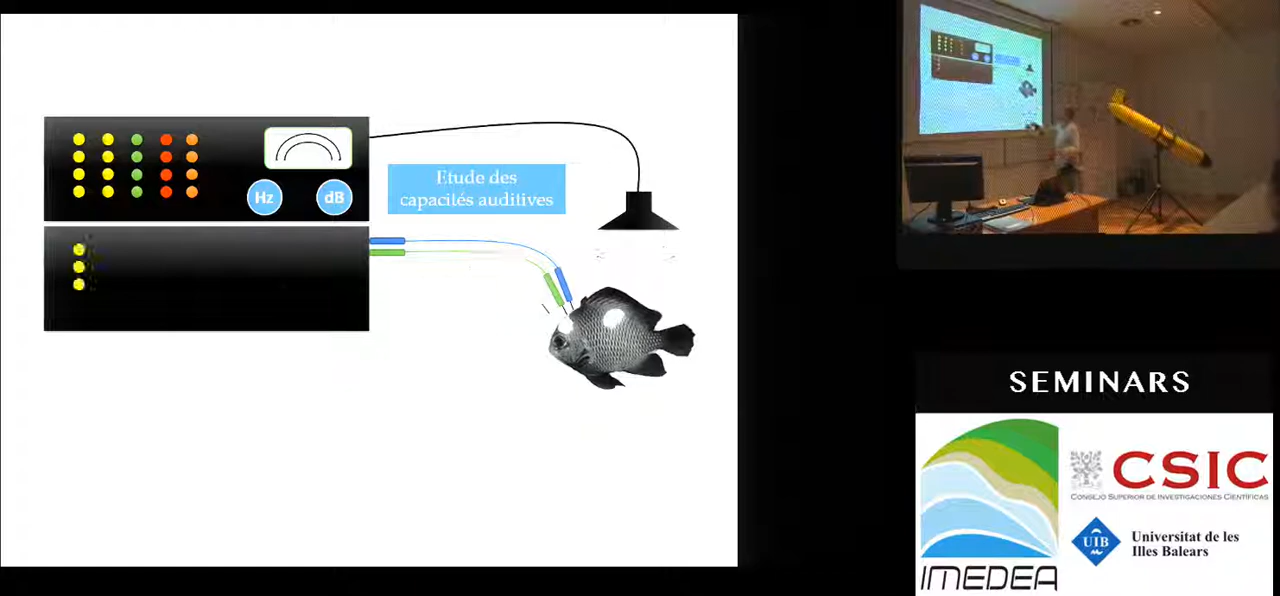 Etude des
capacités auditives
Hz
dB
SEMINARS
CSIC
CONSEJO SUPERIOR DE INVESTIGACIONES CIENTÍFICAS
UIB
Universitat de les
Illes Balears
IMEDEA